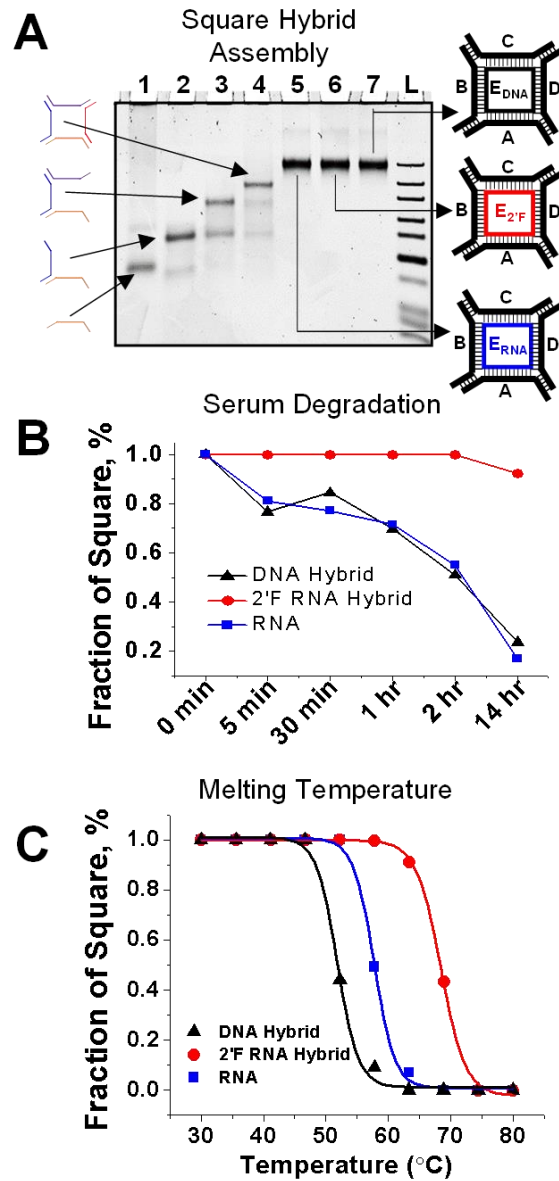 A
Square Hybrid
Assembly
1 2 3 4 5 6 7 L
C
B
E_DNA
D
A
C
B
E_2'F
D
A
C
B
E_RNA
D
A
B
Serum Degradation
Fraction of Square, %
1.0
0.8
0.6
0.4
0.2
DNA Hybrid
2'F RNA Hybrid
RNA
0 min
5 min
30 min
1 hr
2 hr
14 hr
C
Melting Temperature
Fraction of Square, %
1.0
0.8
0.6
0.4
0.2
0.0
DNA Hybrid
2'F RNA Hybrid
RNA
30 40 50 60 70 80
Temperature (°C)